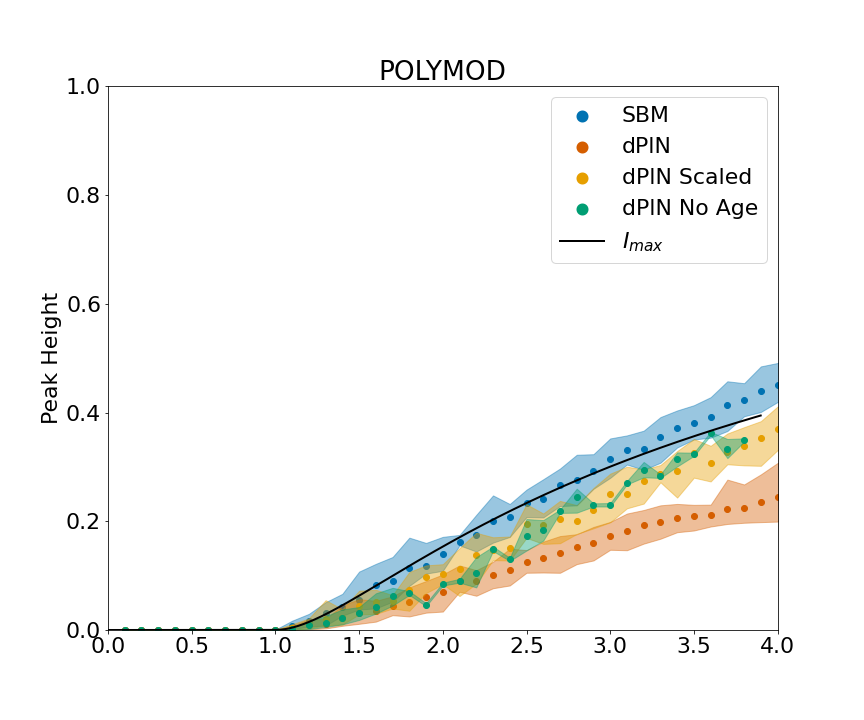 POLYMOD
1.0
0.8
0.6
0.4
0.2
0.0
Peak Height
SBM
dPIN
dPIN Scaled
dPIN No Age
I_max
0.0 0.5 1.0 1.5 2.0 2.5 3.0 3.5 4.0